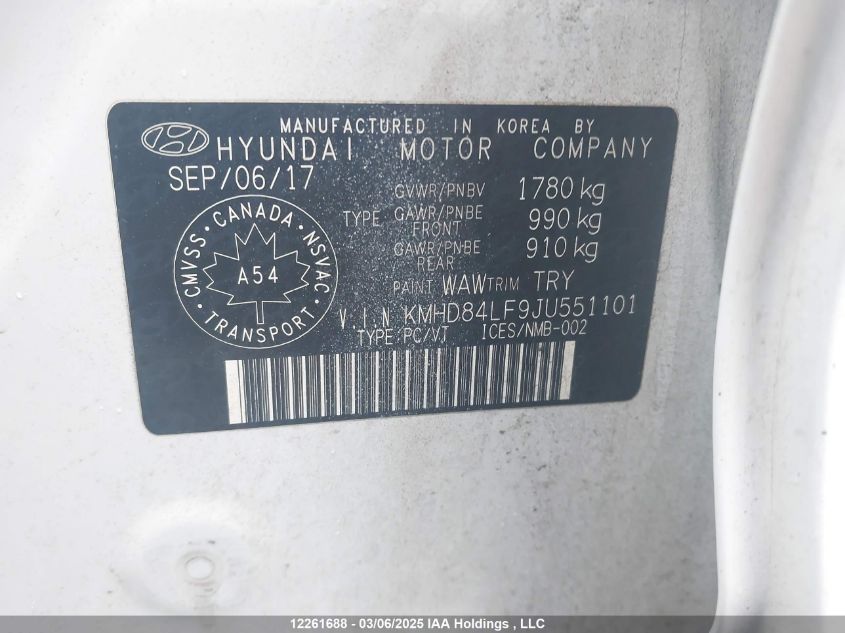 MANUFACTURED IN KOREA BY
HYUNDAI MOTOR COMPANY
SEP/06/17
GVWR/PNBV 1780 kg
TYPE GAWR/PNBE FRONT 990 kg
GAWR/PNBE REAR 910 kg
CMVSS · CANADA · NSVAC
A54
TRANSPORT
PAINT WAW TRIM TRY
V I N KMHD84LF9JU551101
TYPE PC/V.T ICES/NMB-002
12261688 - 03/06/2025 IAA Holdings , LLC